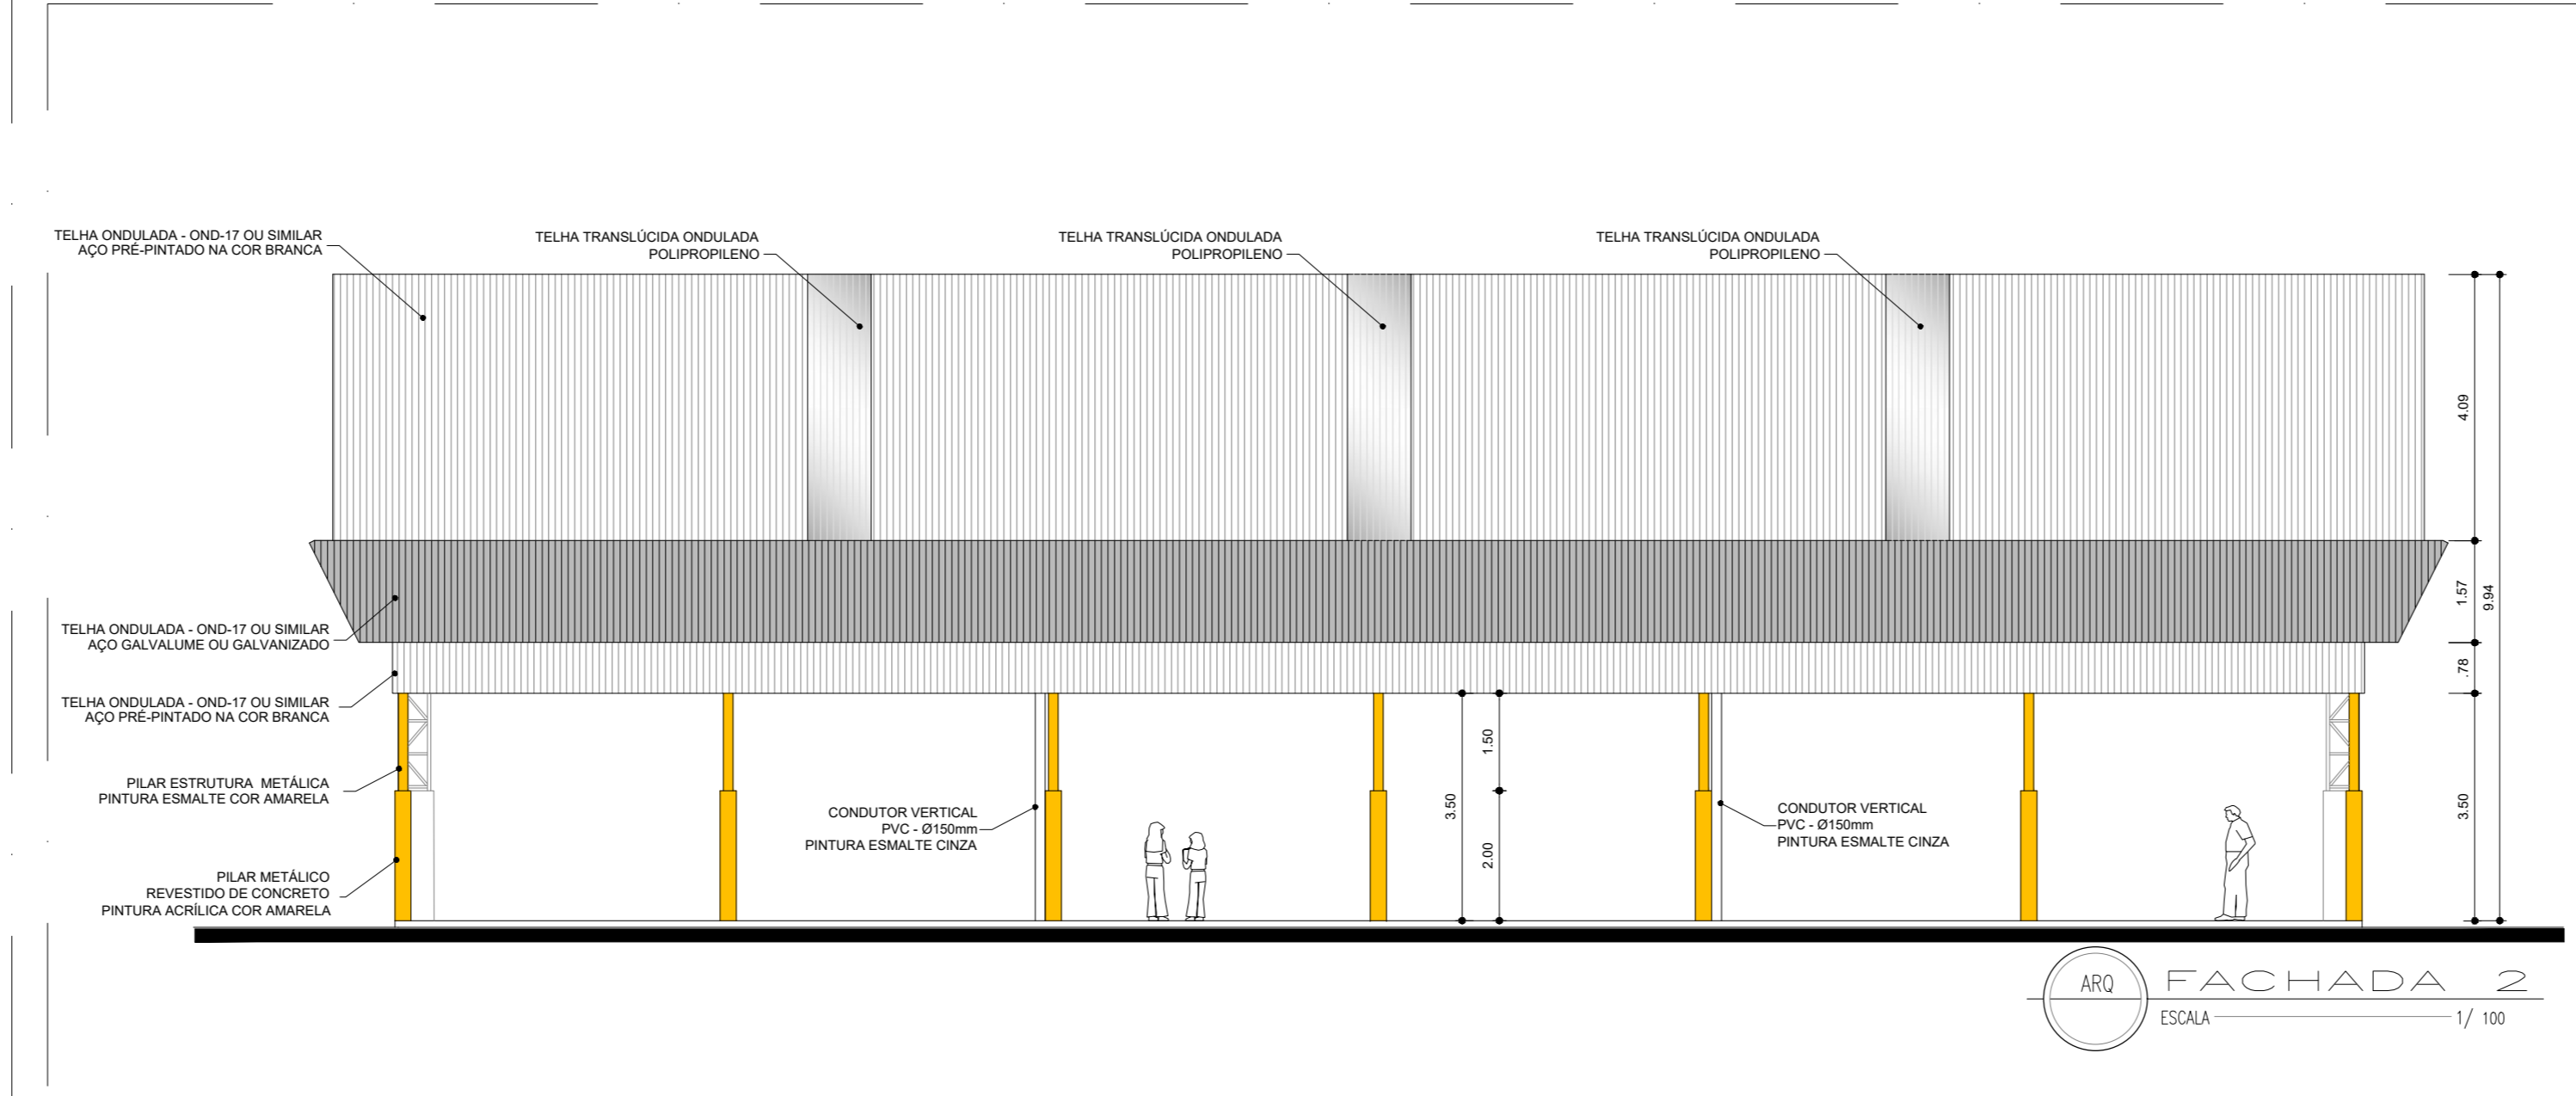 TELHA ONDULADA - OND-17 OU SIMILAR
AÇO PRÉ-PINTADO NA COR BRANCA
TELHA TRANSLÚCIDA ONDULADA
POLIPROPILENO
TELHA TRANSLÚCIDA ONDULADA
POLIPROPILENO
TELHA TRANSLÚCIDA ONDULADA
POLIPROPILENO
4.09
1.57
9.94
.78
3.50
TELHA ONDULADA - OND-17 OU SIMILAR
AÇO GALVALUME OU GALVANIZADO
TELHA ONDULADA - OND-17 OU SIMILAR
AÇO PRÉ-PINTADO NA COR BRANCA
PILAR ESTRUTURA METÁLICA
PINTURA ESMALTE COR AMARELA
PILAR METÁLICO
REVESTIDO DE CONCRETO
PINTURA ACRÍLICA COR AMARELA
CONDUTOR VERTICAL
PVC - Ø150mm
PINTURA ESMALTE CINZA
3.50
1.50
2.00
CONDUTOR VERTICAL
PVC - Ø150mm
PINTURA ESMALTE CINZA
ARQ
FACHADA 2
ESCALA 1/ 100